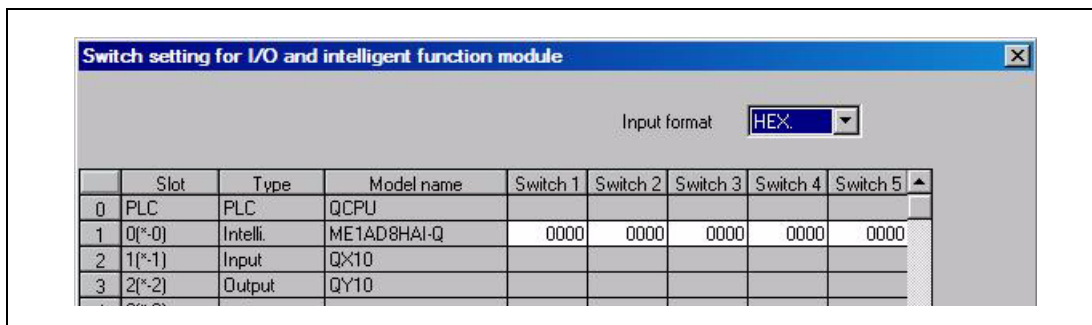 Switch setting for I/O and intelligent function module
Input format HEX.
Slot Type Model name Switch 1 Switch 2 Switch 3 Switch 4 Switch 5
0 PLC PLC QCPU
1 0(*-0) Intelli. ME1AD8HAI-Q 0000 0000 0000 0000 0000
2 1(*-1) Input QX10
3 2(*-2) Output QY10